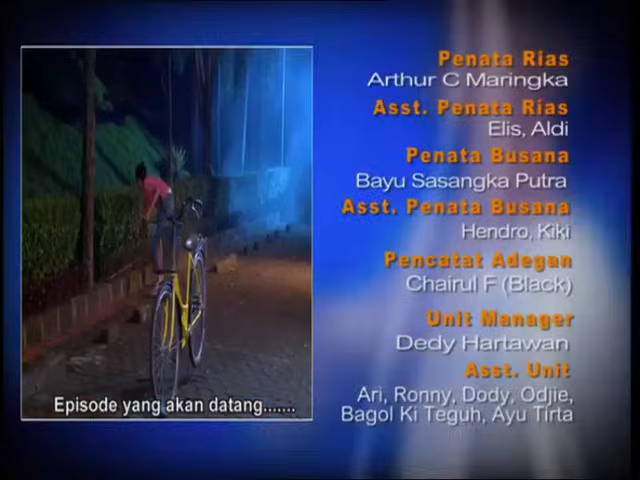 Penata Rias
Arthur C Maringka
Asst. Penata Rias
Elis, Aldi
Penata Busana
Bayu Sasangka Putra
Asst. Penata Busana
Hendro, Kiki
Pencatat Adegan
Chairul F (Black)
Unit Manager
Dedy Hartawan
Asst. Unit
Ari, Ronny, Dody, Odjie,
Bagol Ki Teguh, Ayu Tirta
Episode yang akan datang.......